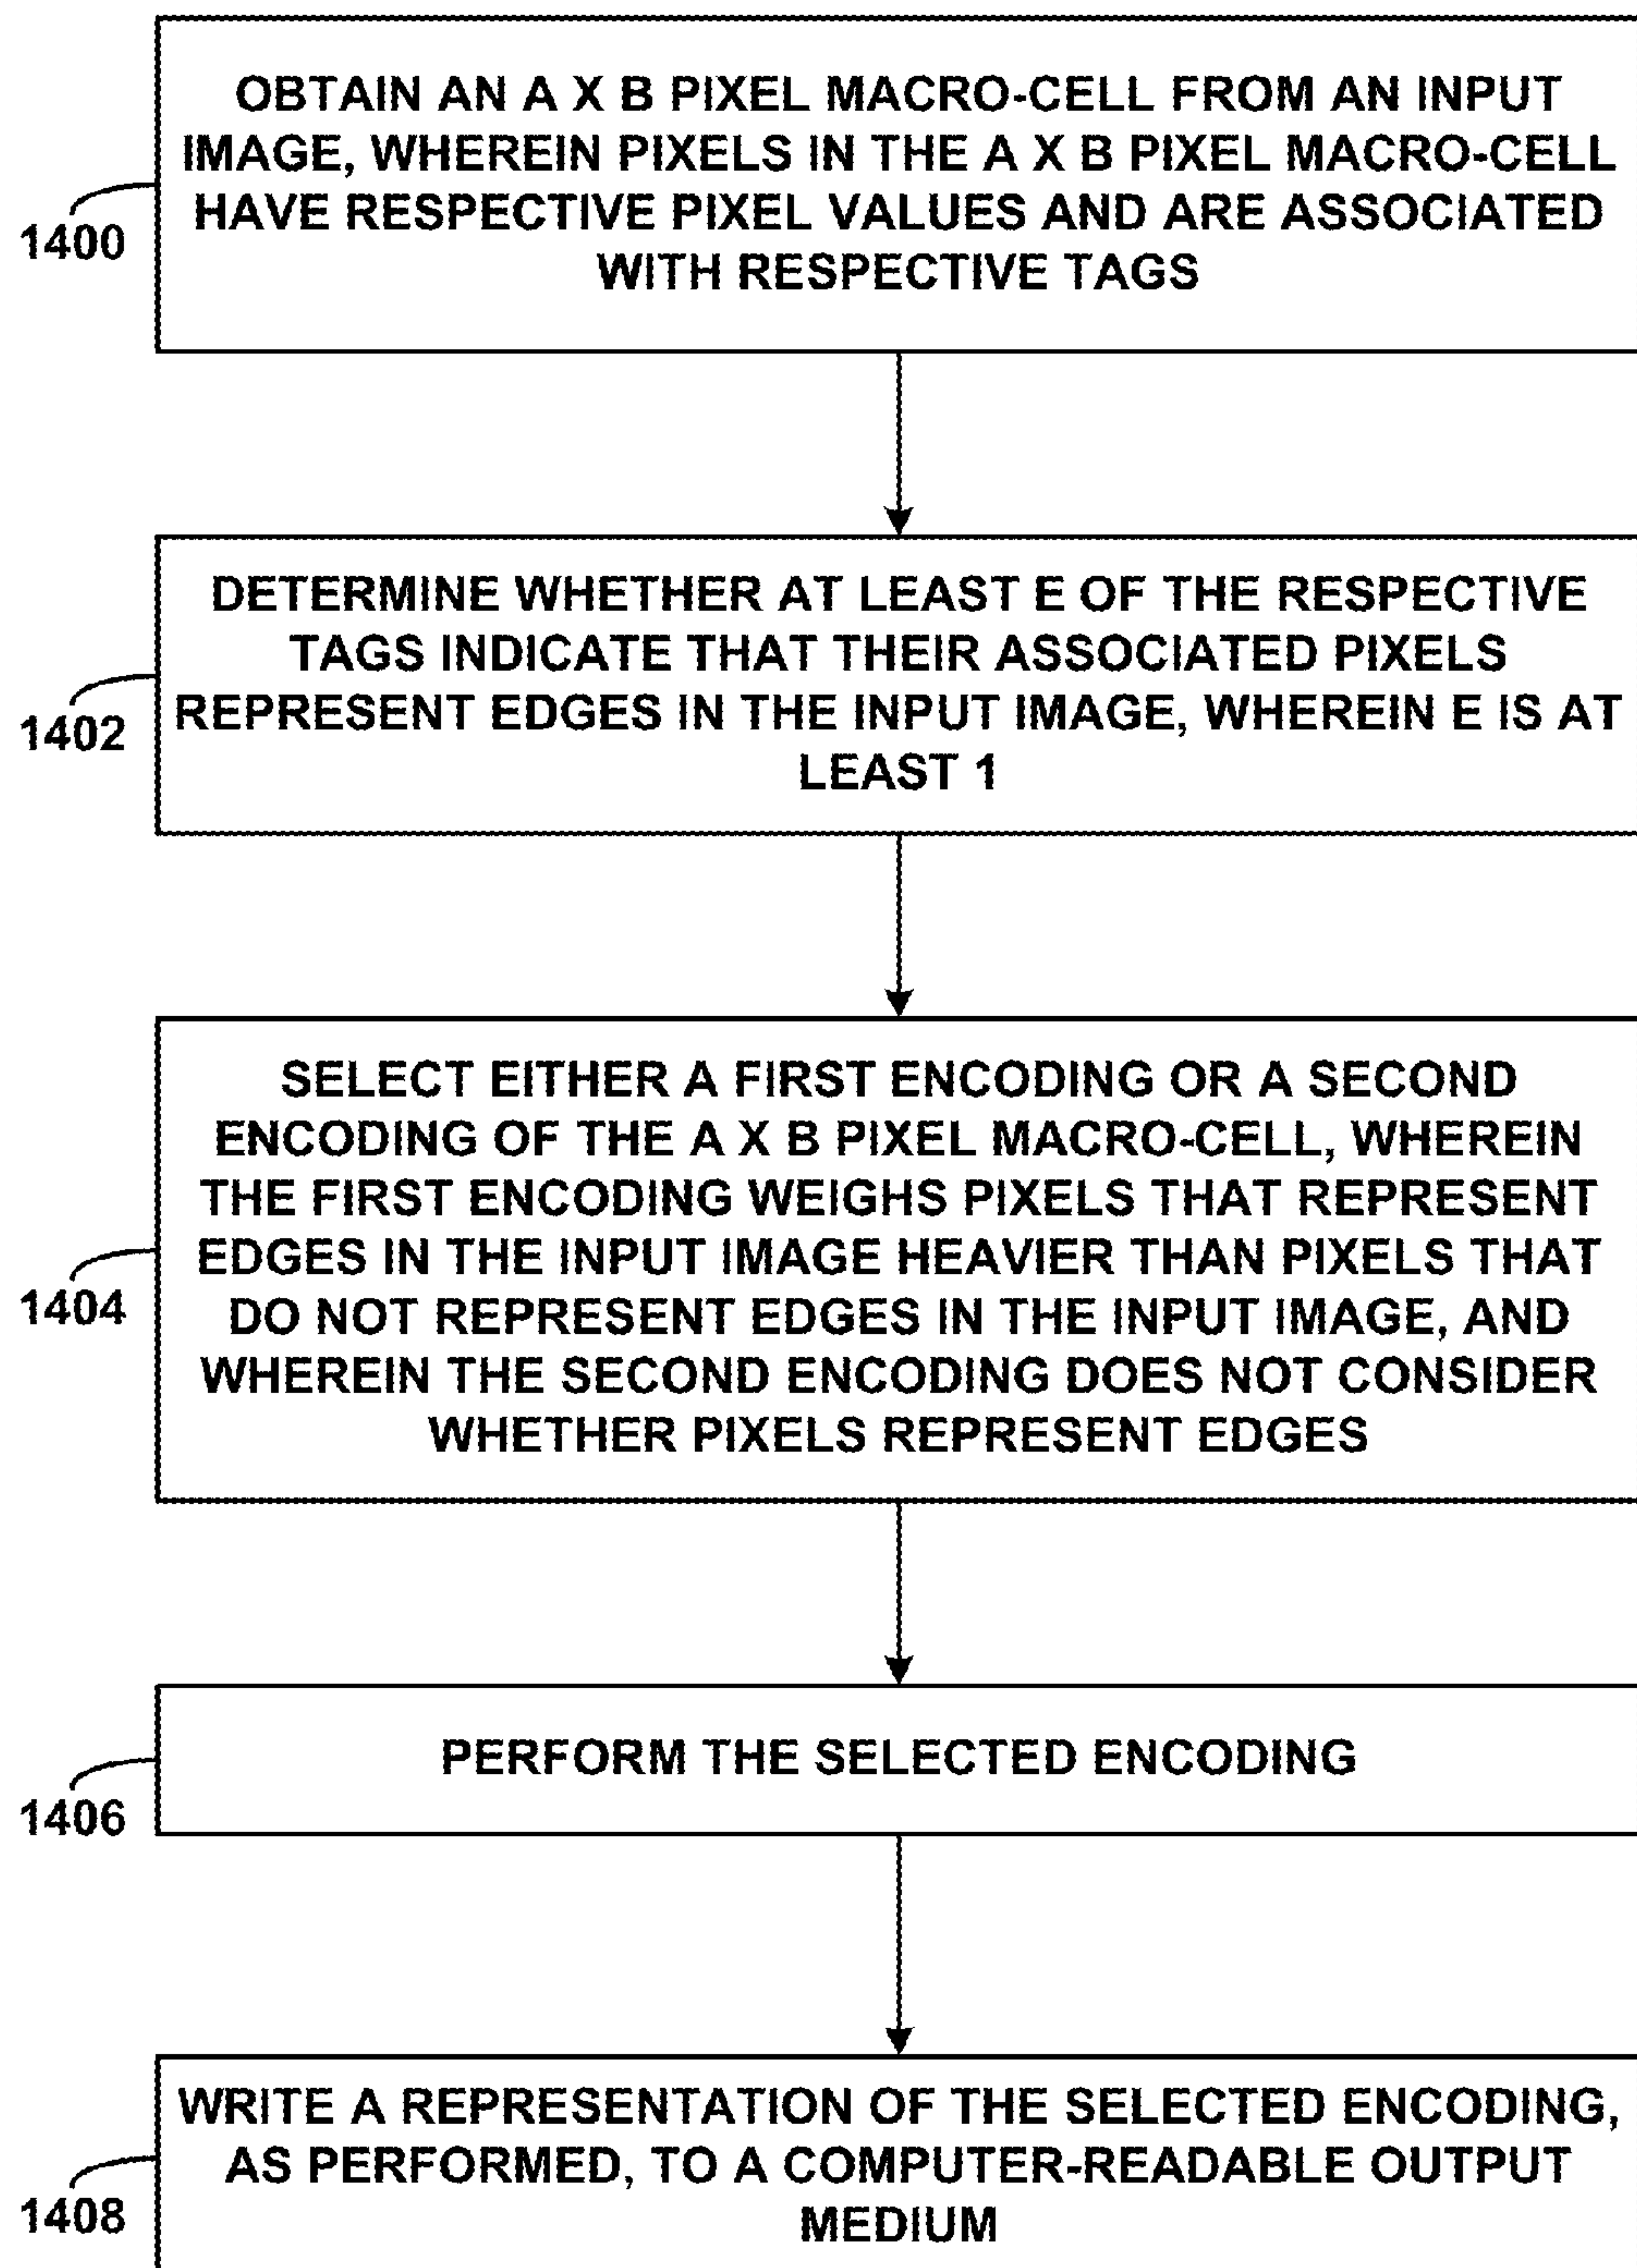 OBTAIN AN A X B PIXEL MACRO-CELL FROM AN INPUT
IMAGE, WHEREIN PIXELS IN THE A X B PIXEL MACRO-CELL
HAVE RESPECTIVE PIXEL VALUES AND ARE ASSOCIATED
WITH RESPECTIVE TAGS
1400
DETERMINE WHETHER AT LEAST E OF THE RESPECTIVE
TAGS INDICATE THAT THEIR ASSOCIATED PIXELS
REPRESENT EDGES IN THE INPUT IMAGE, WHEREIN E IS AT
LEAST 1
1402
SELECT EITHER A FIRST ENCODING OR A SECOND
ENCODING OF THE A X B PIXEL MACRO-CELL, WHEREIN
THE FIRST ENCODING WEIGHS PIXELS THAT REPRESENT
EDGES IN THE INPUT IMAGE HEAVIER THAN PIXELS THAT
DO NOT REPRESENT EDGES IN THE INPUT IMAGE, AND
WHEREIN THE SECOND ENCODING DOES NOT CONSIDER
WHETHER PIXELS REPRESENT EDGES
1404
PERFORM THE SELECTED ENCODING
1406
WRITE A REPRESENTATION OF THE SELECTED ENCODING,
AS PERFORMED, TO A COMPUTER-READABLE OUTPUT
MEDIUM
1408